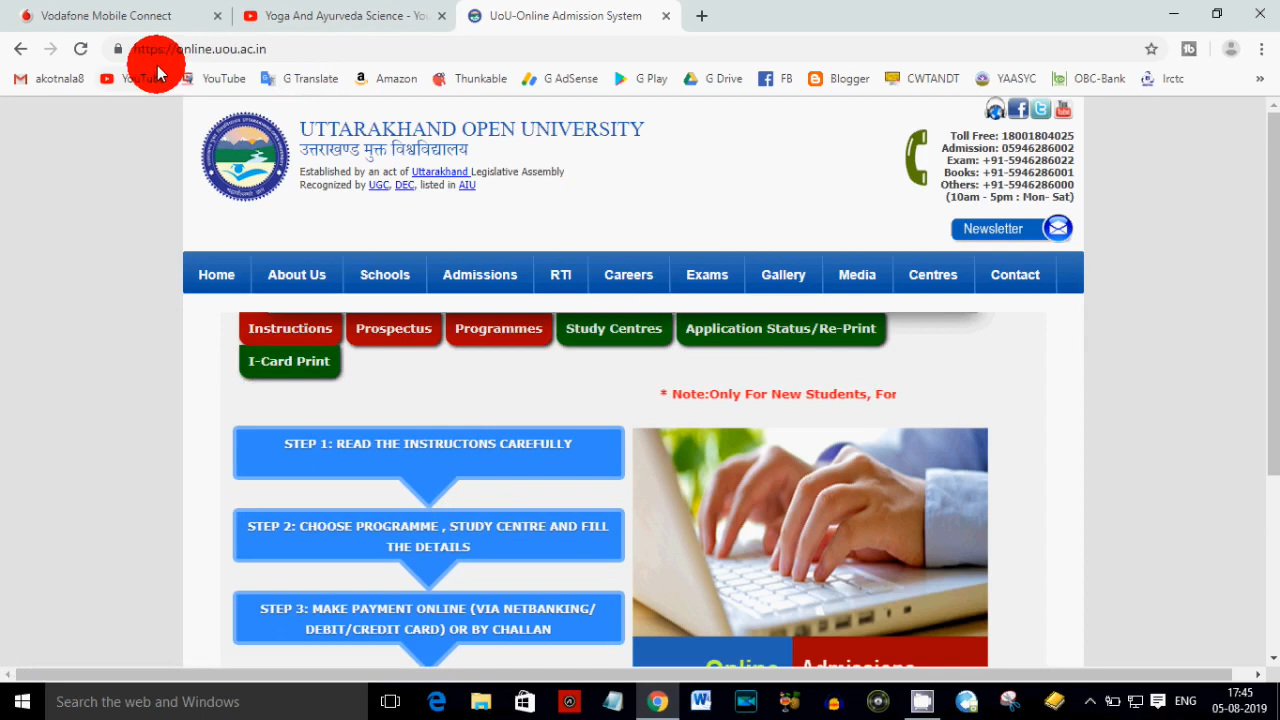 Vodafone Mobile Connect
Yoga And Ayurveda Science - You
UoU-Online Admission System
https://online.uou.ac.in
akotnala8
YouTube
YouTube
G Translate
Amazon
Thunkable
G AdSense
G Play
G Drive
FB
Blogger
CWTANDT
YAASYC
OBC-Bank
Irctc
»
UTTARAKHAND OPEN UNIVERSITY
उत्तराखण्ड मुक्त विश्वविद्यालय
Established by an act of Uttarakhand Legislative Assembly
Recognized by UGC, DEC, listed in AIU
Toll Free: 18001804025
Admission: 05946286002
Exam: +91-5946286022
Books: +91-5946286001
Others: +91-5946286000
(10am - 5pm : Mon- Sat)
Newsletter
Home
About Us
Schools
Admissions
RTI
Careers
Exams
Gallery
Media
Centres
Contact
Instructions
Prospectus
Programmes
Study Centres
Application Status/Re-Print
I-Card Print
* Note:Only For New Students, For
STEP 1: READ THE INSTRUCTONS CAREFULLY
STEP 2: CHOOSE PROGRAMME , STUDY CENTRE AND FILL
THE DETAILS
STEP 3: MAKE PAYMENT ONLINE (VIA NETBANKING/
DEBIT/CREDIT CARD) OR BY CHALLAN
Online Admissions
Search the web and Windows
ENG
17:45
05-08-2019